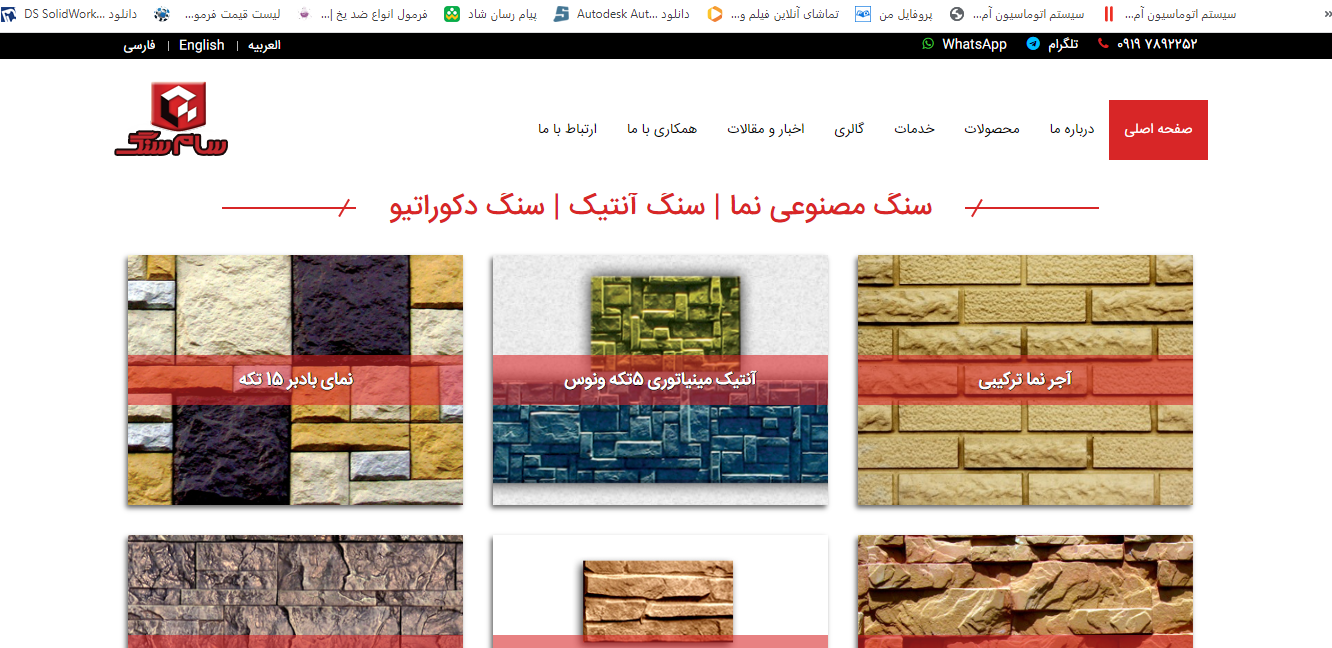 سیستم اتوماسیون آم...
سیستم اتوماسیون آم...
پروفایل من
تماشای آنلاین فیلم و...
دانلود Autodesk Aut...
پیام رسان شاد
فرمول انواع ضد یخ |...
لیست قیمت فرمو...
دانلود DS SolidWork...
۰۹۱۹ ۷۸۹۲۲۵۲ تلگرام WhatsApp
العربیه | English | فارسی
سام سنگ
صفحه اصلی درباره ما محصولات خدمات گالری اخبار و مقالات همکاری با ما ارتباط با ما
سنگ مصنوعی نما | سنگ آنتیک | سنگ دکوراتیو
آجر نما ترکیبی
آنتیک مینیاتوری ۵تکه ونوس
نمای بادبر ۱۵ تکه